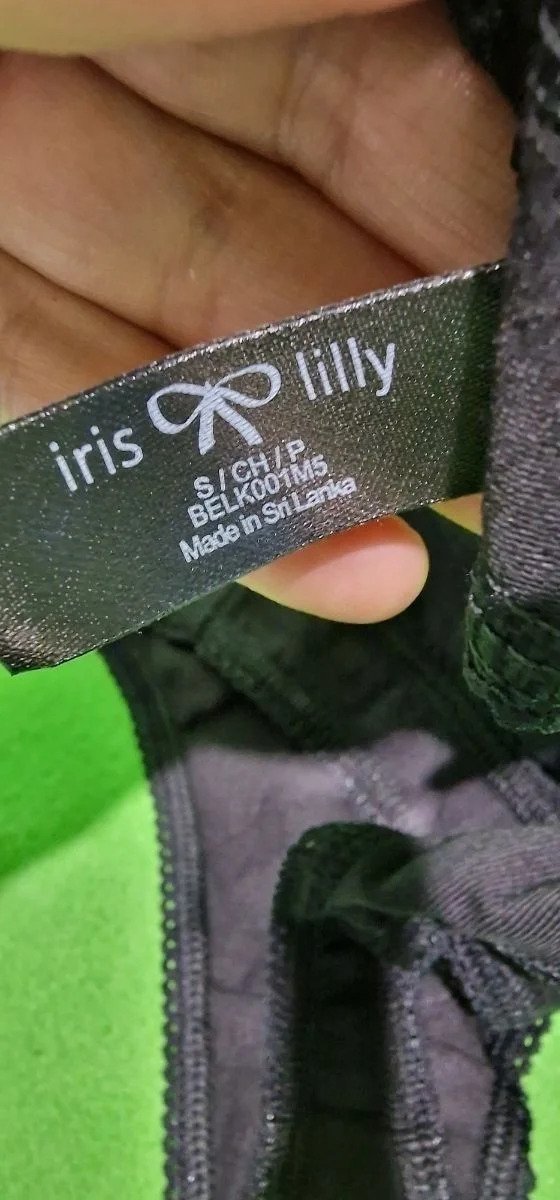 iris lilly
S / CH / P
BELK001M5
Made in Sri Lanka